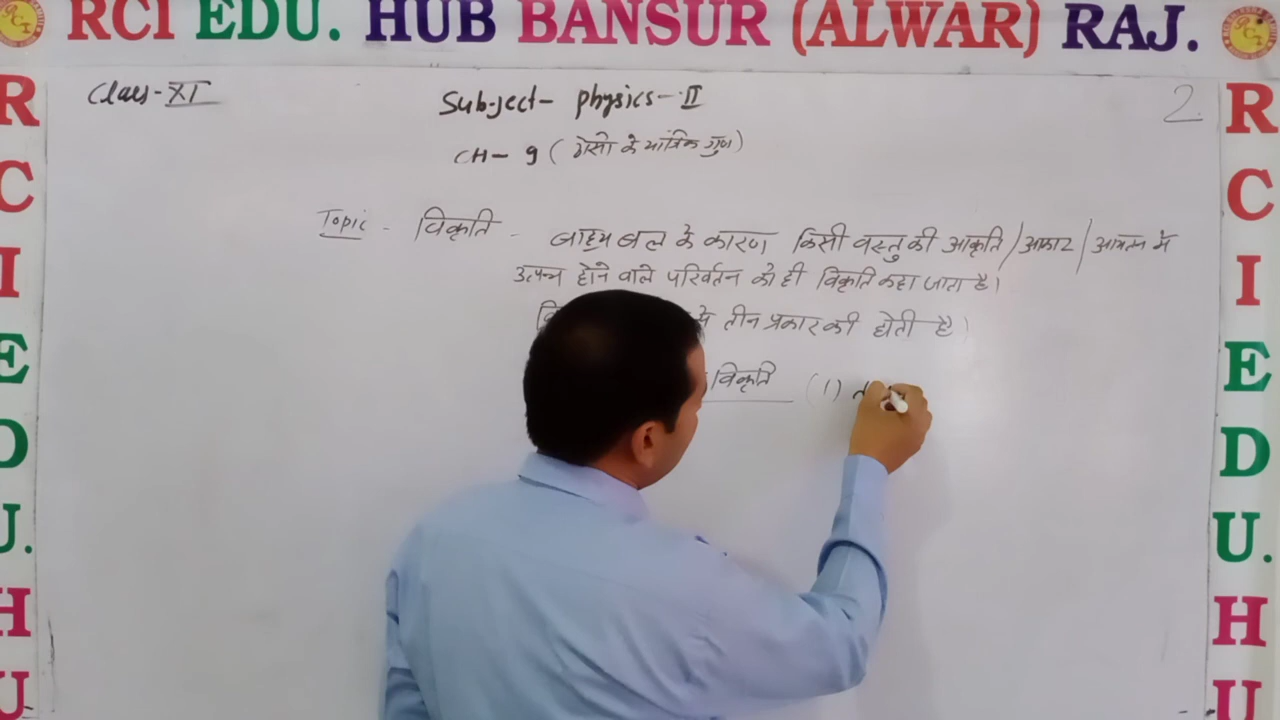 RCI EDU. HUB BANSUR (ALWAR) RAJ.
Class-XI
Subject- physics-II
2.
CH- 9 (ठोसो के यांत्रिक गुण)
Topic - विकृति - बाह्य बल के कारण किसी वस्तु की आकृति/आकार/आयतन में
उत्पन्न होने वाले परिवर्तन को ही विकृति कहा जाता है।
तीन प्रकार की होती है।
विकृति (1)
R C I E D U. H U
R C I E D U. H U